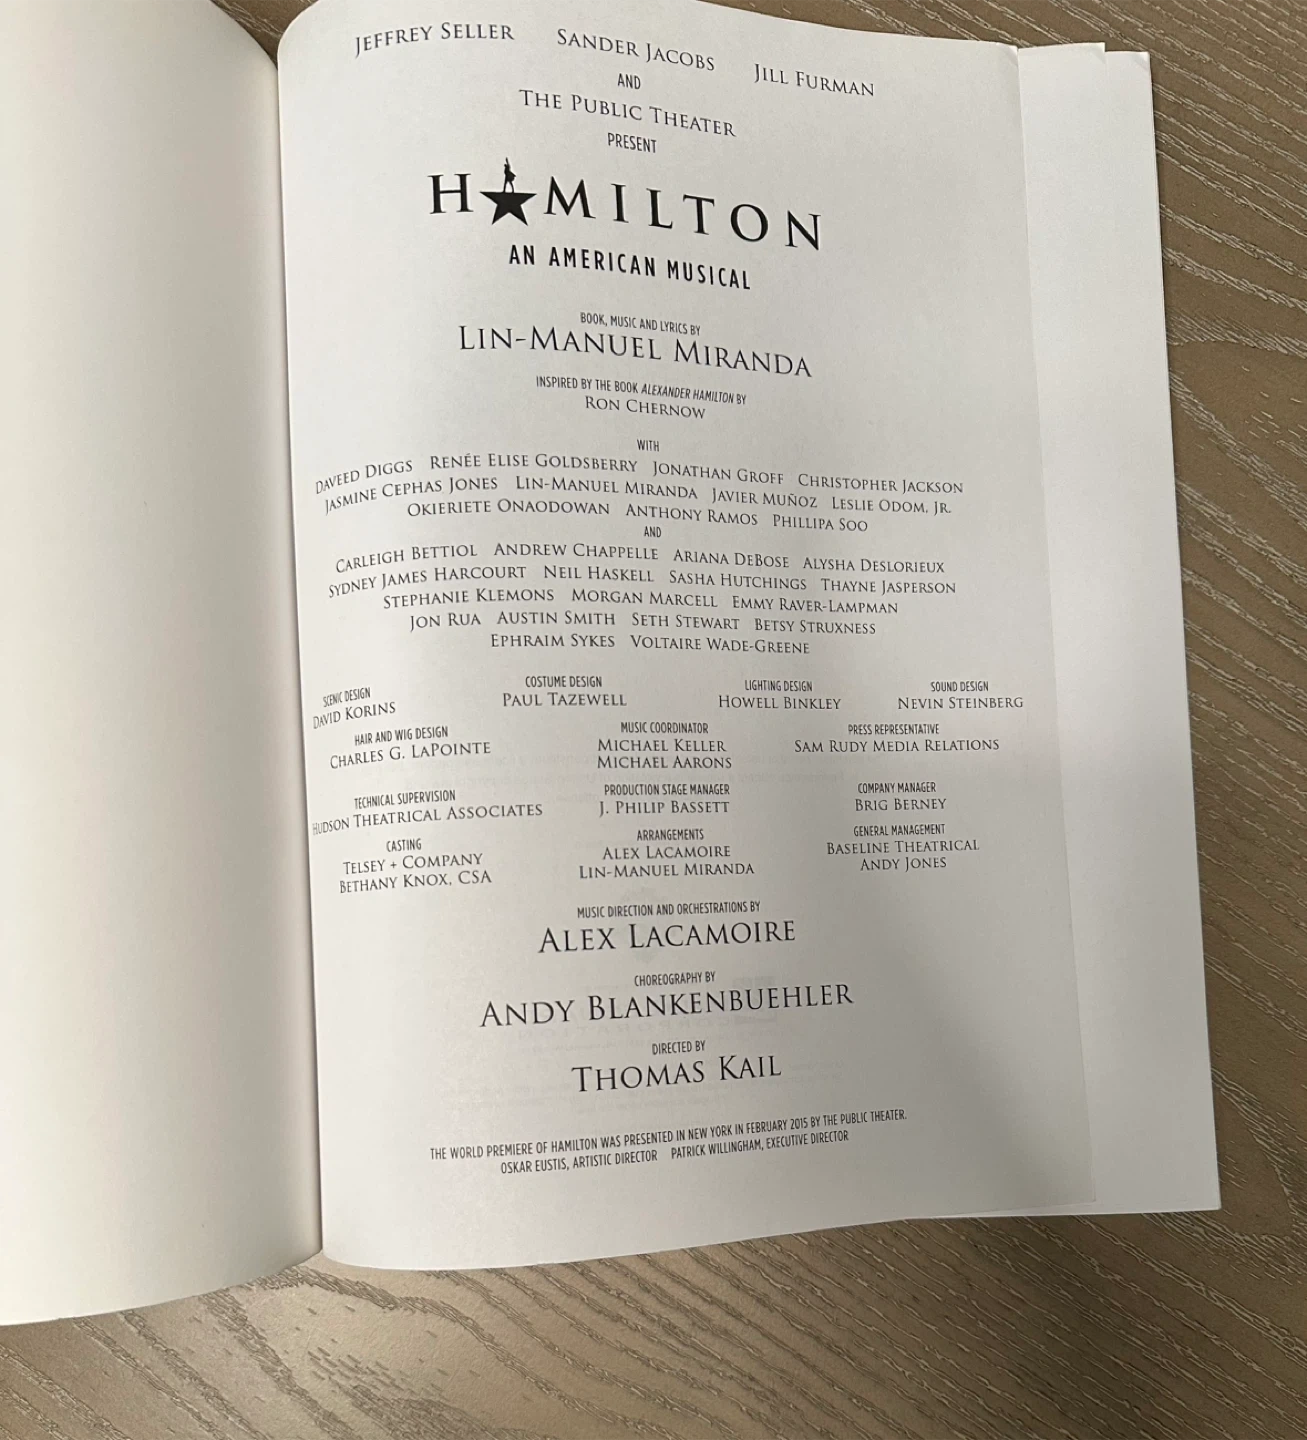 JEFFREY SELLER SANDER JACOBS JILL FURMAN
AND
THE PUBLIC THEATER
PRESENT
HAMILTON
AN AMERICAN MUSICAL
BOOK, MUSIC AND LYRICS BY
LIN-MANUEL MIRANDA
INSPIRED BY THE BOOK ALEXANDER HAMILTON BY
RON CHERNOW
WITH
DAVEED DIGGS RENÉE ELISE GOLDSBERRY JONATHAN GROFF CHRISTOPHER JACKSON
JASMINE CEPHAS JONES LIN-MANUEL MIRANDA JAVIER MUÑOZ LESLIE ODOM, JR.
OKIERIETE ONAODOWAN ANTHONY RAMOS PHILLIPA SOO
AND
CARLEIGH BETTIOL ANDREW CHAPPELLE ARIANA DEBOSE ALYSHA DESLORIEUX
SYDNEY JAMES HARCOURT NEIL HASKELL SASHA HUTCHINGS THAYNE JASPERSON
STEPHANIE KLEMONS MORGAN MARCELL EMMY RAVER-LAMPMAN
JON RUA AUSTIN SMITH SETH STEWART BETSY STRUXNESS
EPHRAIM SYKES VOLTAIRE WADE-GREENE
SCENIC DESIGN COSTUME DESIGN LIGHTING DESIGN SOUND DESIGN
DAVID KORINS PAUL TAZEWELL HOWELL BINKLEY NEVIN STEINBERG
HAIR AND WIG DESIGN MUSIC COORDINATOR PRESS REPRESENTATIVE
CHARLES G. LAPOINTE MICHAEL KELLER SAM RUDY MEDIA RELATIONS
MICHAEL AARONS
TECHNICAL SUPERVISION PRODUCTION STAGE MANAGER COMPANY MANAGER
HUDSON THEATRICAL ASSOCIATES J. PHILIP BASSETT BRIG BERNEY
CASTING ARRANGEMENTS GENERAL MANAGEMENT
TELSEY + COMPANY ALEX LACAMOIRE BASELINE THEATRICAL
BETHANY KNOX, CSA LIN-MANUEL MIRANDA ANDY JONES
MUSIC DIRECTION AND ORCHESTRATIONS BY
ALEX LACAMOIRE
CHOREOGRAPHY BY
ANDY BLANKENBUEHLER
DIRECTED BY
THOMAS KAIL
THE WORLD PREMIERE OF HAMILTON WAS PRESENTED IN NEW YORK IN FEBRUARY 2015 BY THE PUBLIC THEATER.
OSKAR EUSTIS, ARTISTIC DIRECTOR PATRICK WILLINGHAM, EXECUTIVE DIRECTOR